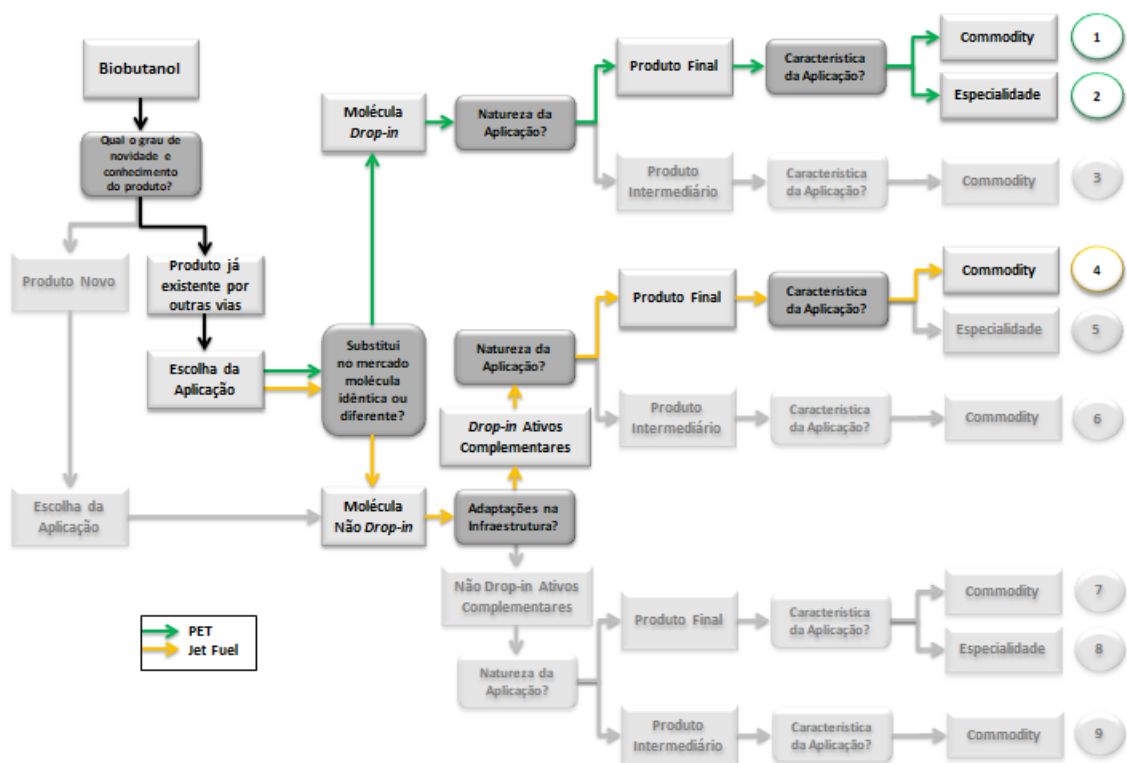 Biobutanol
Qual o grau de
novidade e
conhecimento
do produto?
Produto Novo
Produto já
existente por
outras vias
Escolha da
Aplicação
Escolha da
Aplicação
Substitui
no mercado
molécula
idêntica ou
diferente?
Molécula
Drop-in
Natureza da
Aplicação?
Produto Final
Característica
da Aplicação?
Commodity
1
Especialidade
2
Produto
Intermediário
Característica
da Aplicação?
Commodity
3
Molécula
Não Drop-in
Adaptações na
Infraestrutura?
Drop-in Ativos
Complementares
Natureza da
Aplicação?
Produto Final
Característica
da Aplicação?
Commodity
4
Especialidade
5
Produto
Intermediário
Característica
da Aplicação?
Commodity
6
Não Drop-in Ativos
Complementares
Natureza da
Aplicação?
Produto Final
Característica
da Aplicação?
Commodity
7
Especialidade
8
Produto
Intermediário
Característica
da Aplicação?
Commodity
9
PET
Jet Fuel